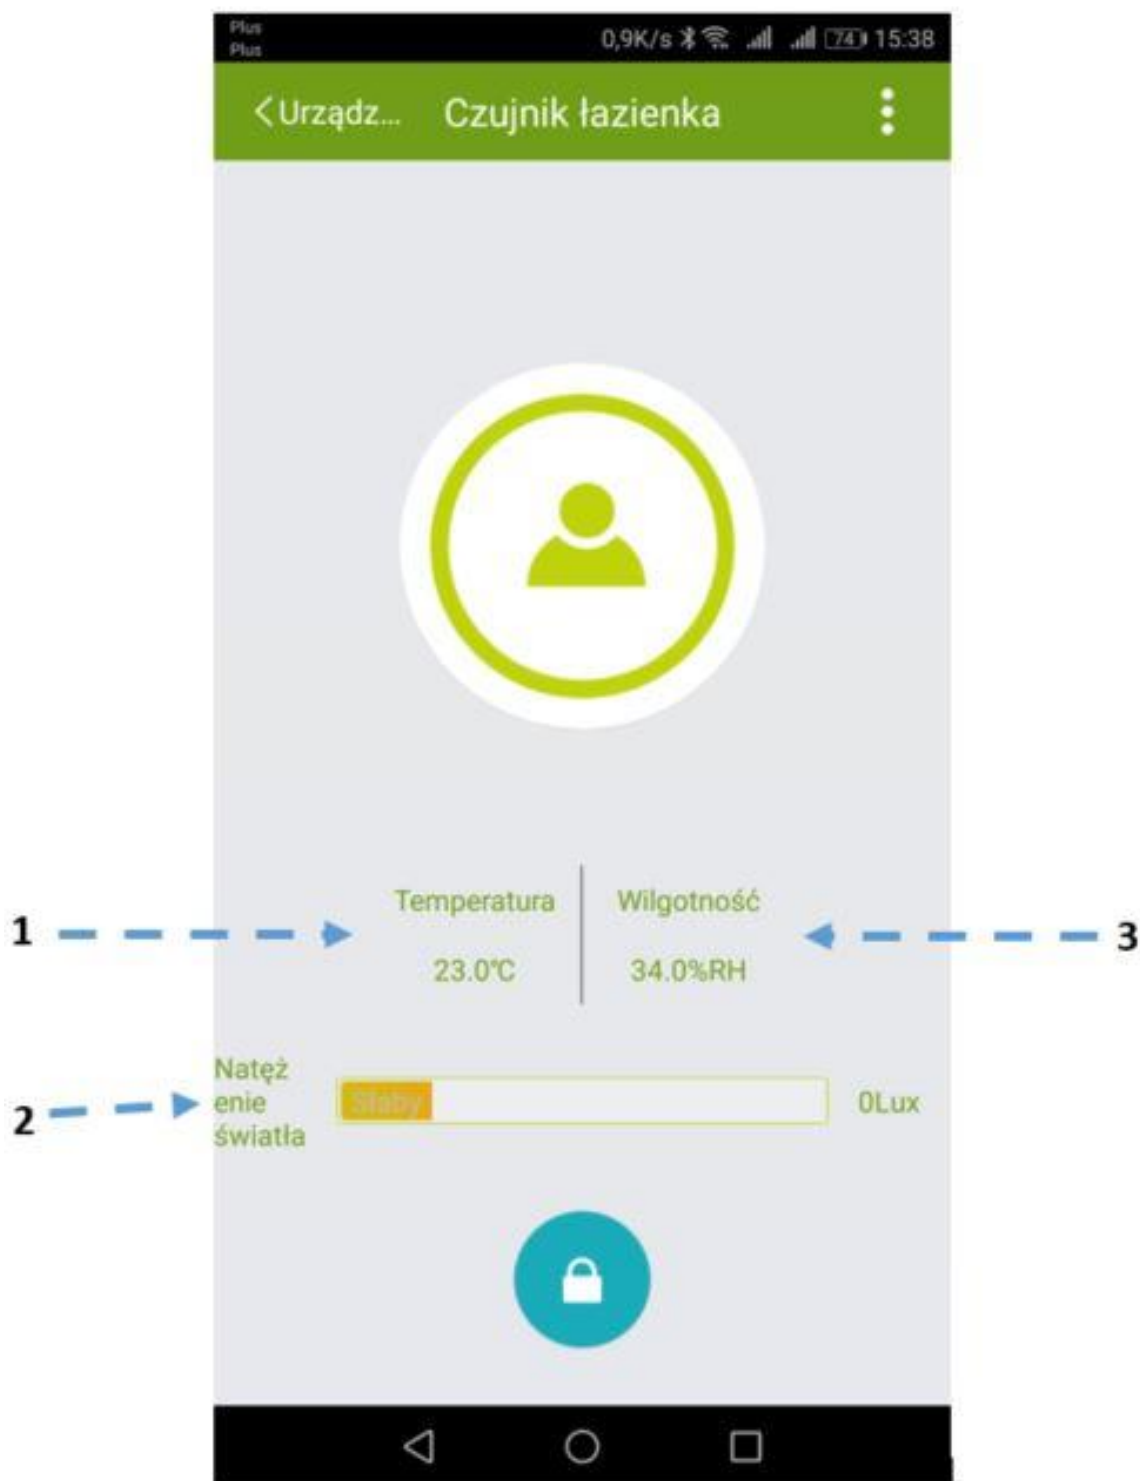 Plus
Plus
0,9K/s 74 15:38
Urządz... Czujnik łazienka
1
Temperatura Wilgotność
3
23.0°C 34.0%RH
2
Natęż
enie
światła
Słaby
0Lux